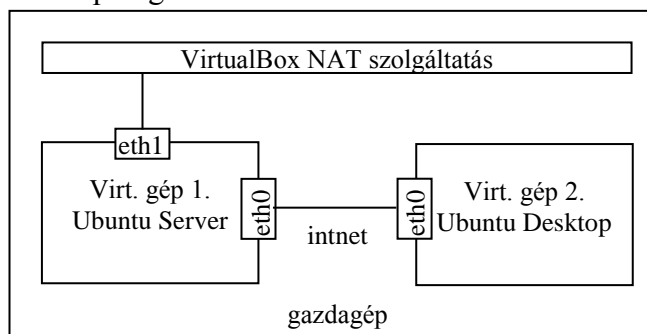 VirtualBox NAT szolgáltatás
eth1
Virt. gép 1.
Ubuntu Server
eth0
intnet
eth0
Virt. gép 2.
Ubuntu Desktop
gazdagép